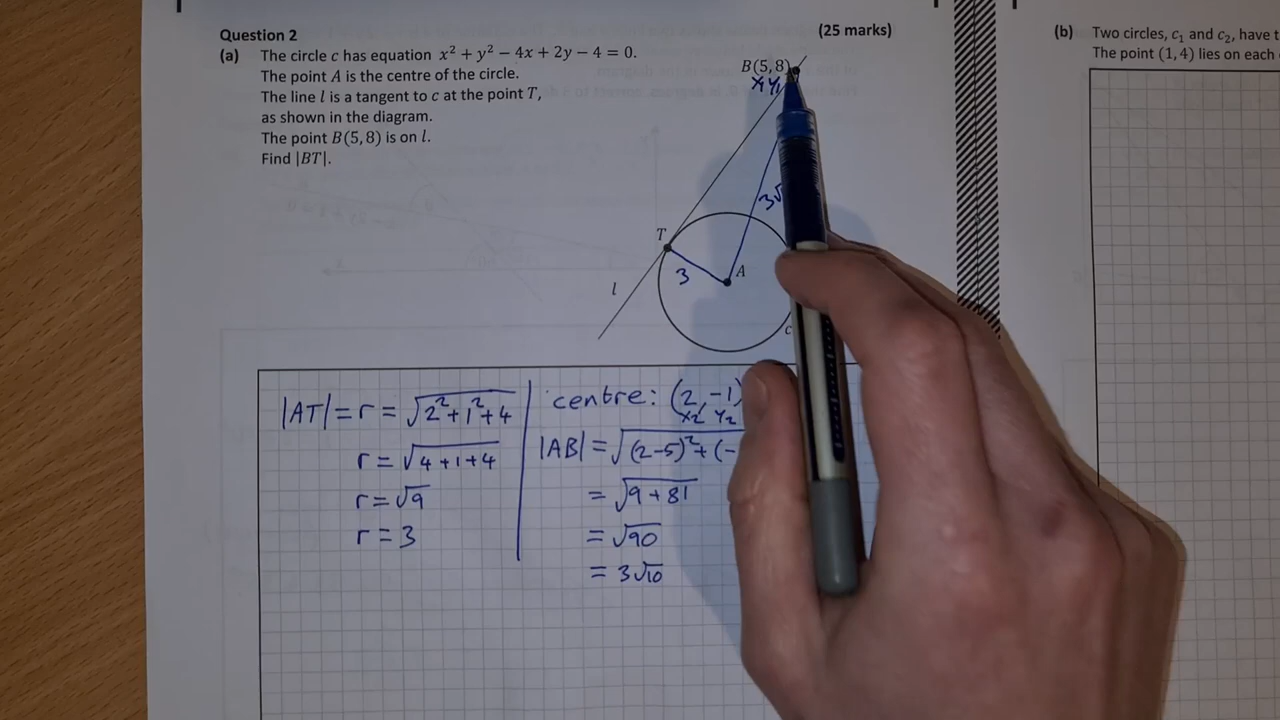 Question 2
(25 marks)
(a) The circle c has equation x² + y² − 4x + 2y − 4 = 0.
The point A is the centre of the circle.
The line l is a tangent to c at the point T,
as shown in the diagram.
The point B(5, 8) is on l.
Find |BT|.
B(5, 8)
x₁ y₁
3√
T
3
A
l
c
|AT| = r = √2²+1²+4
r = √4+1+4
r = √9
r = 3
centre: (2, -1)
x₂ y₂
|AB| = √(2-5)²+(-
= √9+81
= √90
= 3√10
(b) Two circles, c₁ and c₂, have t
The point (1, 4) lies on each